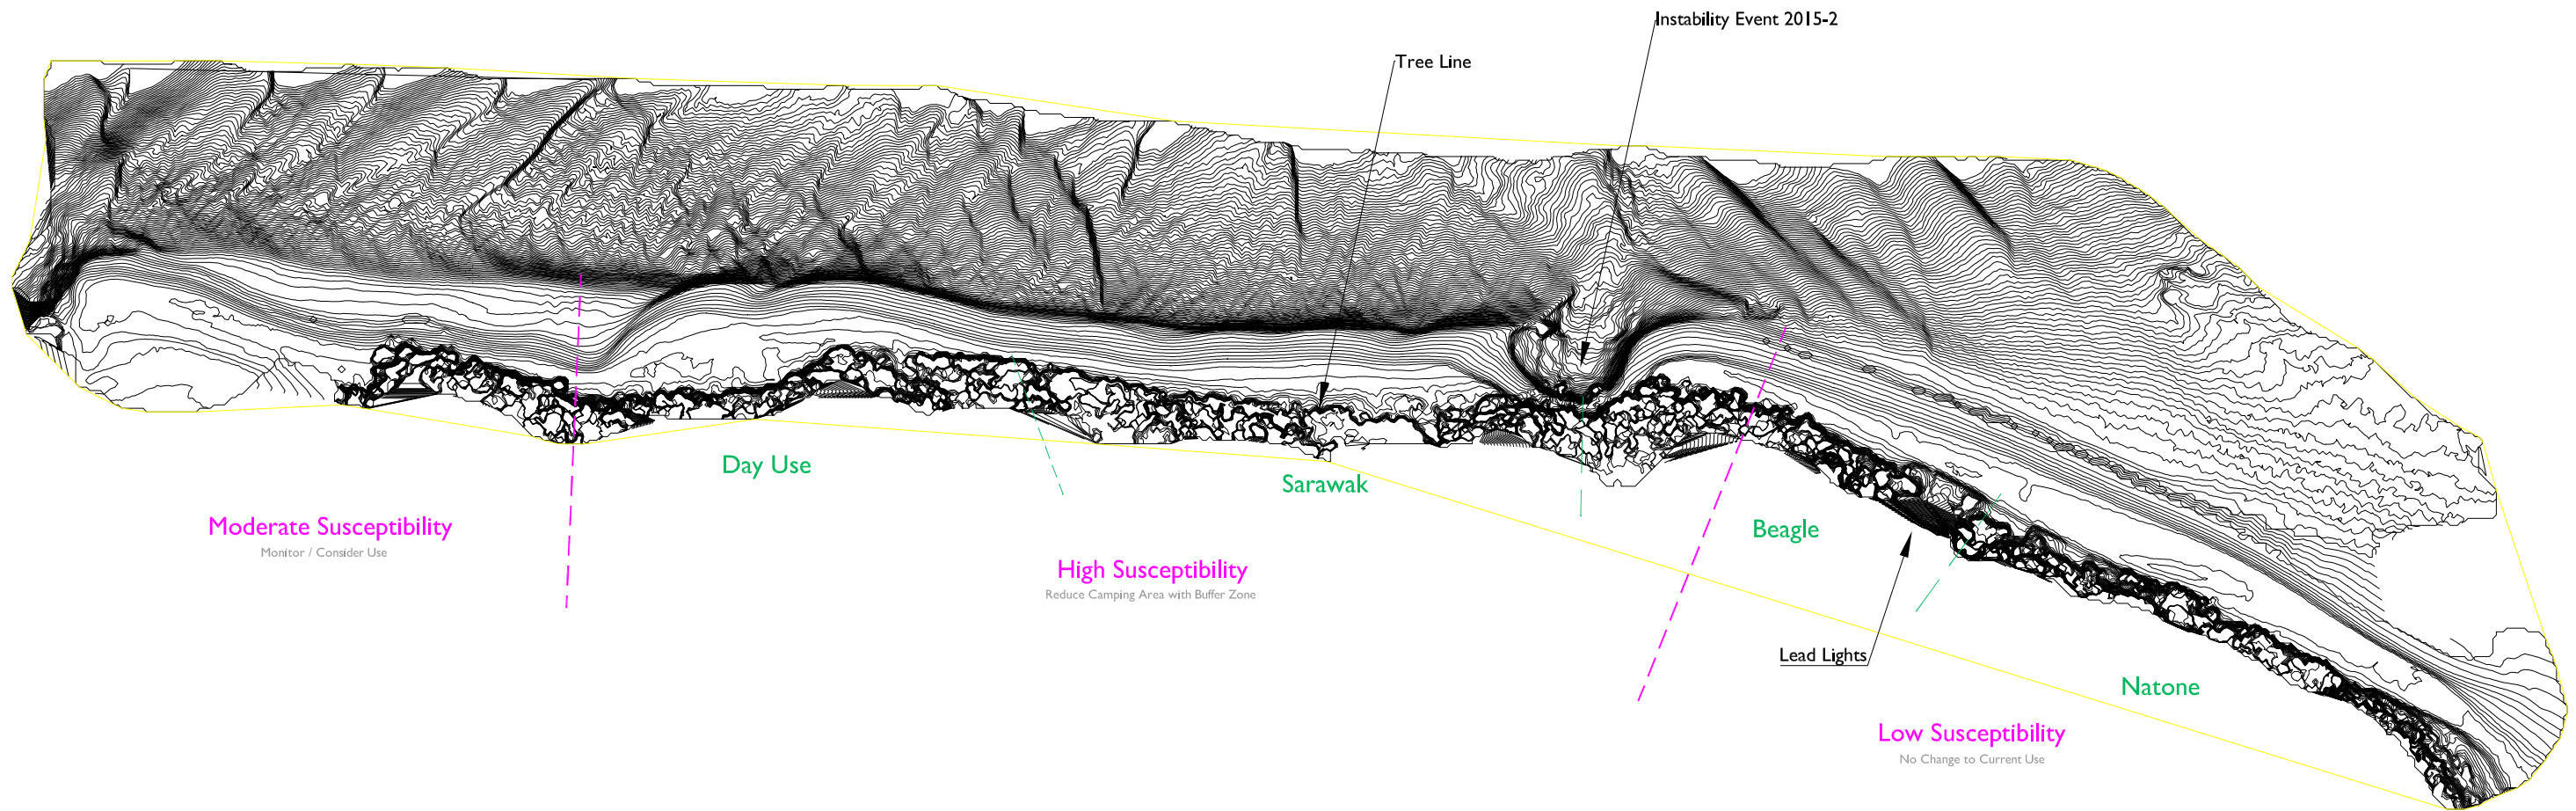 Instability Event 2015-2
Tree Line
Day Use
Sarawak
Moderate Susceptibility
Monitor / Consider Use
Beagle
High Susceptibility
Reduce Camping Area with Buffer Zone
Lead Lights
Natone
Low Susceptibility
No Change to Current Use